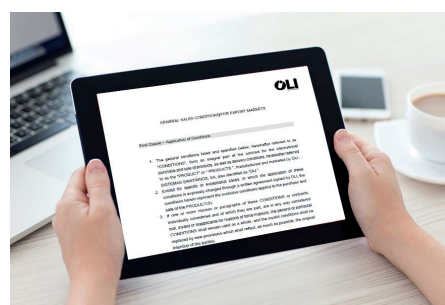 OLI
GENERAL SALES CONDITIONS FOR EXPORT MARKETS
First Clause – Application of Conditions
1. The general conditions listed and specified below, hereinafter referred to as
"CONDITIONS", form an integral part of the contract for the international
purchase and sale of products, as well as delivery conditions, hereinafter referred
to as the "PRODUCT" or "PRODUCTS", manufactured and marketed by OLI -
SISTEMAS SANITÁRIOS, SA, also identified as "OLI".
2. Except for specific or exceptional cases, in which the application of these
conditions is expressly changed through a written agreement signed by OLI, the
conditions herein represent the exclusive conditions applied to the purchase and
sale of the PRODUCT(S).
3. If one or more clauses or paragraphs of these CONDITIONS or contracts,
individually considered and of which they are part, are in any way considered
null, invalid or inapplicable for reasons of force majeure, the general or particular
CONDITIONS shall remain valid as a whole, and the invalid conditions shall be
replaced by new provisions which shall reflect, as much as possible, the original
intention of the parties.